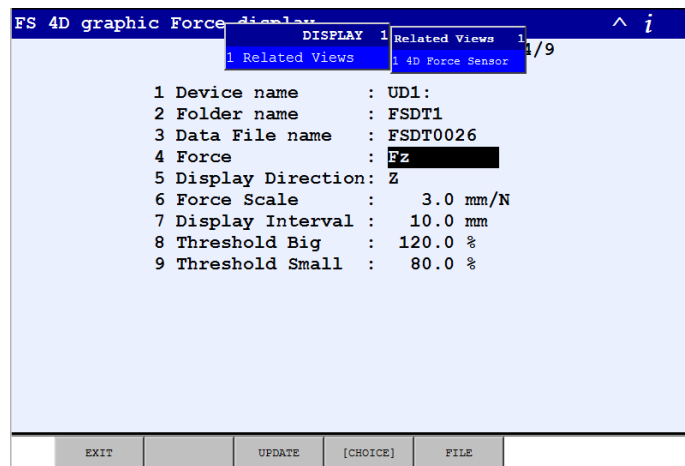 FS 4D graphic Force display ^ i
DISPLAY 1
1 Related Views
Related Views 1
1 4D Force Sensor
4/9
1 Device name : UD1:
2 Folder name : FSDT1
3 Data File name : FSDT0026
4 Force : Fz
5 Display Direction: Z
6 Force Scale : 3.0 mm/N
7 Display Interval : 10.0 mm
8 Threshold Big : 120.0 %
9 Threshold Small : 80.0 %
EXIT UPDATE [CHOICE] FILE